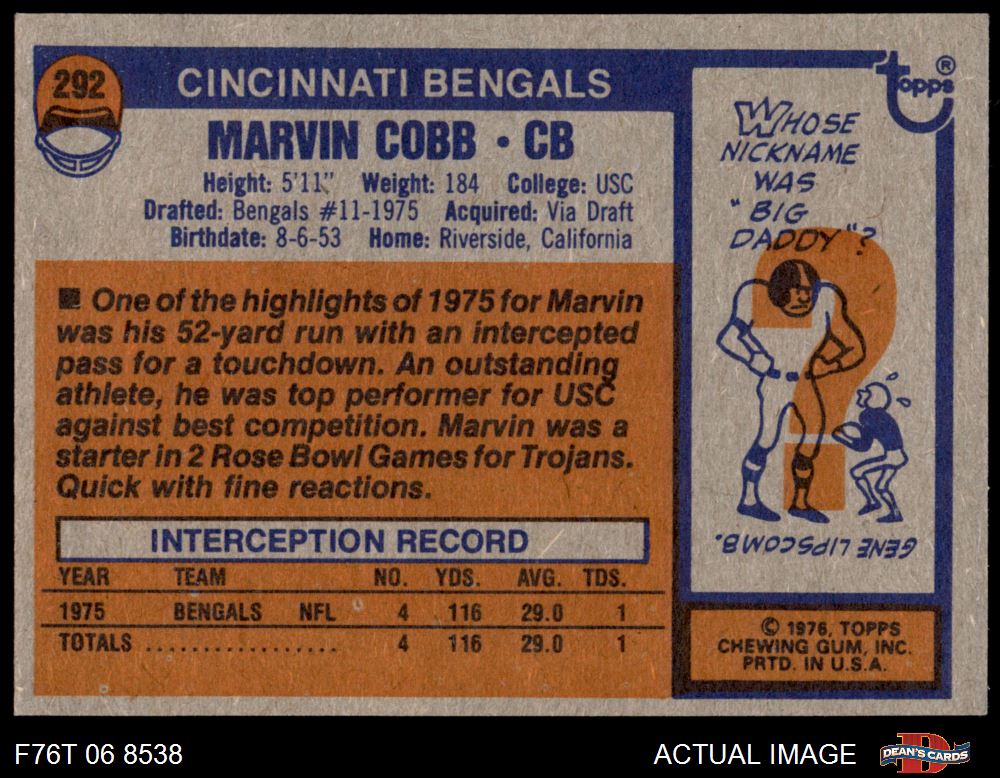 292
CINCINNATI BENGALS
MARVIN COBB • CB
Height: 5'11" Weight: 184 College: USC
Drafted: Bengals #11-1975 Acquired: Via Draft
Birthdate: 8-6-53 Home: Riverside, California
■ One of the highlights of 1975 for Marvin
was his 52-yard run with an intercepted
pass for a touchdown. An outstanding
athlete, he was top performer for USC
against best competition. Marvin was a
starter in 2 Rose Bowl Games for Trojans.
Quick with fine reactions.
INTERCEPTION RECORD
YEAR TEAM NO. YDS. AVG. TDS.
1975 BENGALS NFL 4 116 29.0 1
TOTALS .................. 4 116 29.0 1
topps®
WHOSE
NICKNAME
WAS
"BIG
DADDY"?
?
GENE LIPSCOMB.
© 1976, TOPPS
CHEWING GUM, INC.
PRTD. IN U.S.A.
F76T 06 8538
ACTUAL IMAGE
D
DEAN'S CARDS